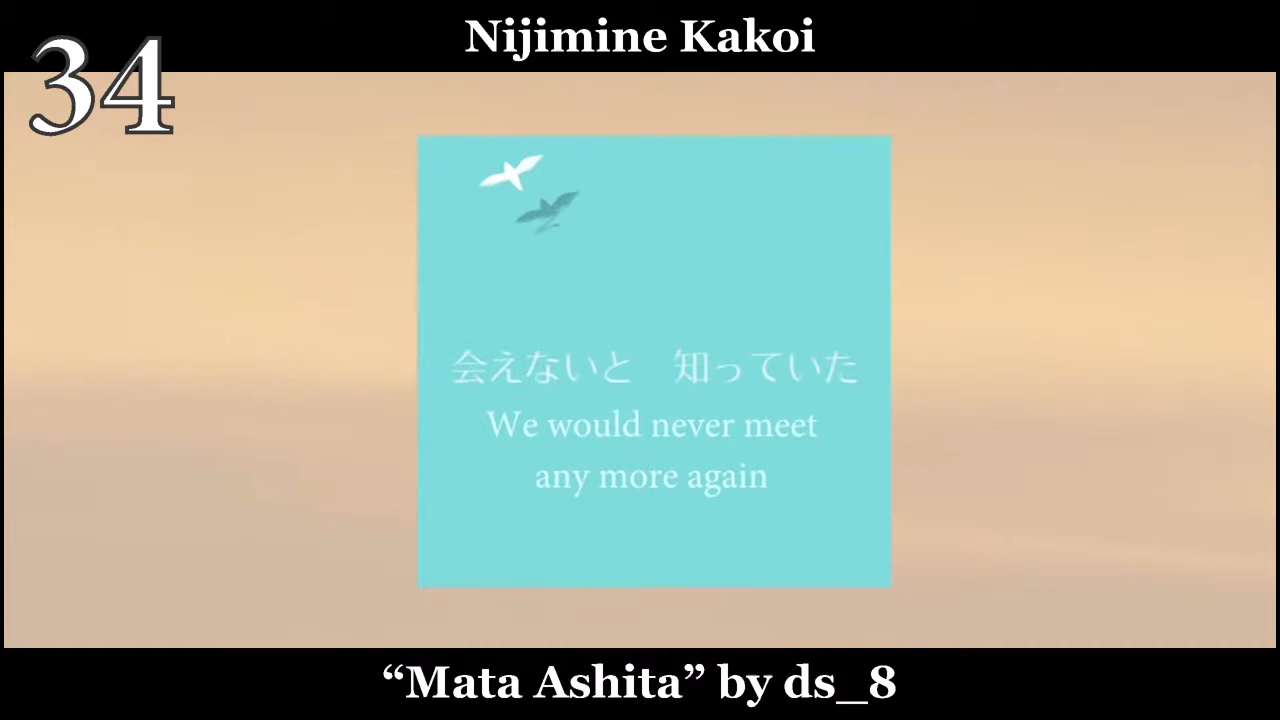 Nijimine Kakoi
34
会えないと　知っていた
We would never meet
any more again
“Mata Ashita” by ds_8